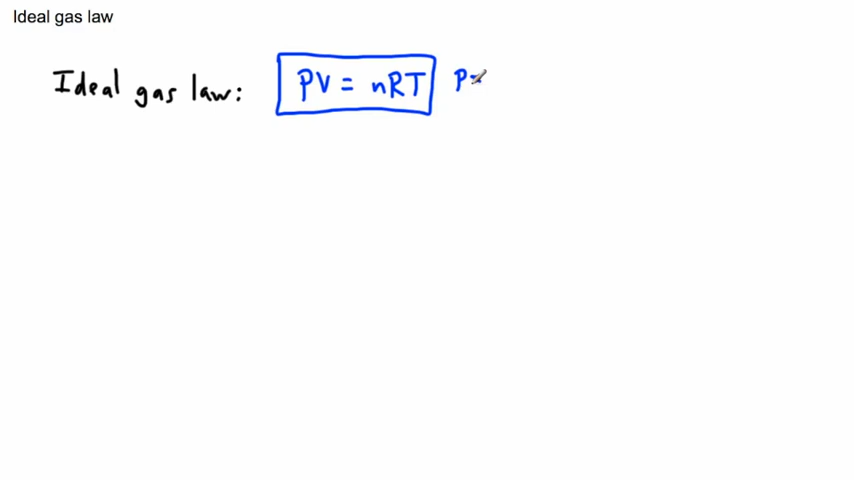 Ideal gas law
Ideal gas law: PV = nRT P-